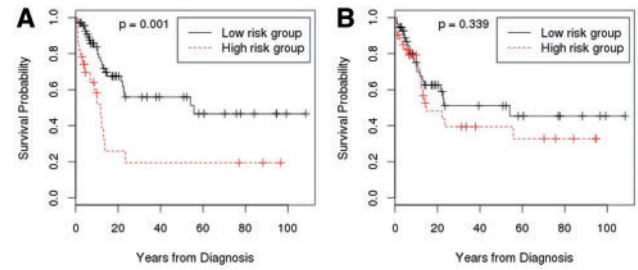 A
p = 0.001
Low risk group
High risk group
Survival Probability
1.0
0.8
0.6
0.4
0.2
0.0
0 20 40 60 80 100
Years from Diagnosis
B
p = 0.339
Low risk group
High risk group
Survival Probability
1.0
0.8
0.6
0.4
0.2
0.0
0 20 40 60 80 100
Years from Diagnosis